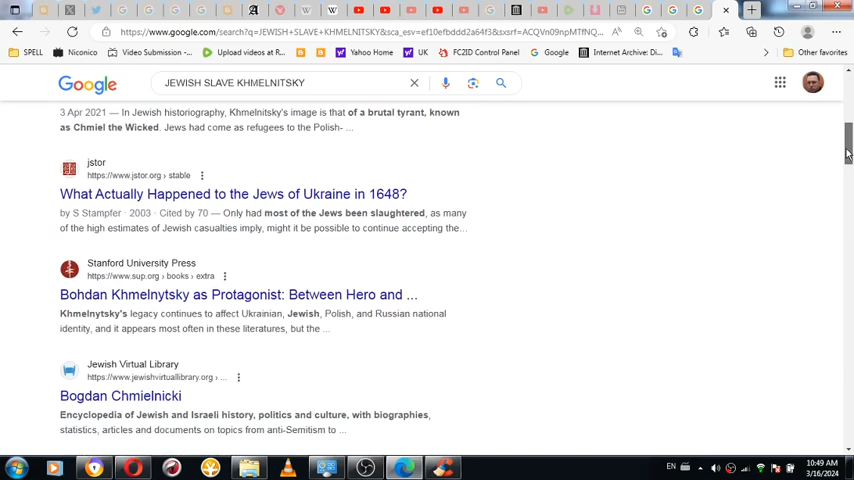 https://www.google.com/search?q=JEWISH+SLAVE+KHMELNITSKY&sca_esv=ef10efbddd2a64f3&sxsrf=ACQVn09npMTfNQ...
SPELL
Niconico
Video Submission -...
Upload videos at R...
Yahoo Home
UK
FC2ID Control Panel
Google
Internet Archive: Di...
Other favorites
Google
JEWISH SLAVE KHMELNITSKY
3 Apr 2021 — In Jewish historiography, Khmelnitsky's image is that of a brutal tyrant, known
as Chmiel the Wicked. Jews had come as refugees to the Polish- ...
jstor
https://www.jstor.org › stable
What Actually Happened to the Jews of Ukraine in 1648?
by S Stampfer · 2003 · Cited by 70 — Only had most of the Jews been slaughtered, as many
of the high estimates of Jewish casualties imply, might it be possible to continue accepting the...
Stanford University Press
https://www.sup.org › books › extra
Bohdan Khmelnytsky as Protagonist: Between Hero and ...
Khmelnytsky's legacy continues to affect Ukrainian, Jewish, Polish, and Russian national
identity, and it appears most often in these literatures, but the ...
Jewish Virtual Library
https://www.jewishvirtuallibrary.org › ...
Bogdan Chmielnicki
Encyclopedia of Jewish and Israeli history, politics and culture, with biographies,
statistics, articles and documents on topics from anti-Semitism to ...
EN
10:49 AM
3/16/2024